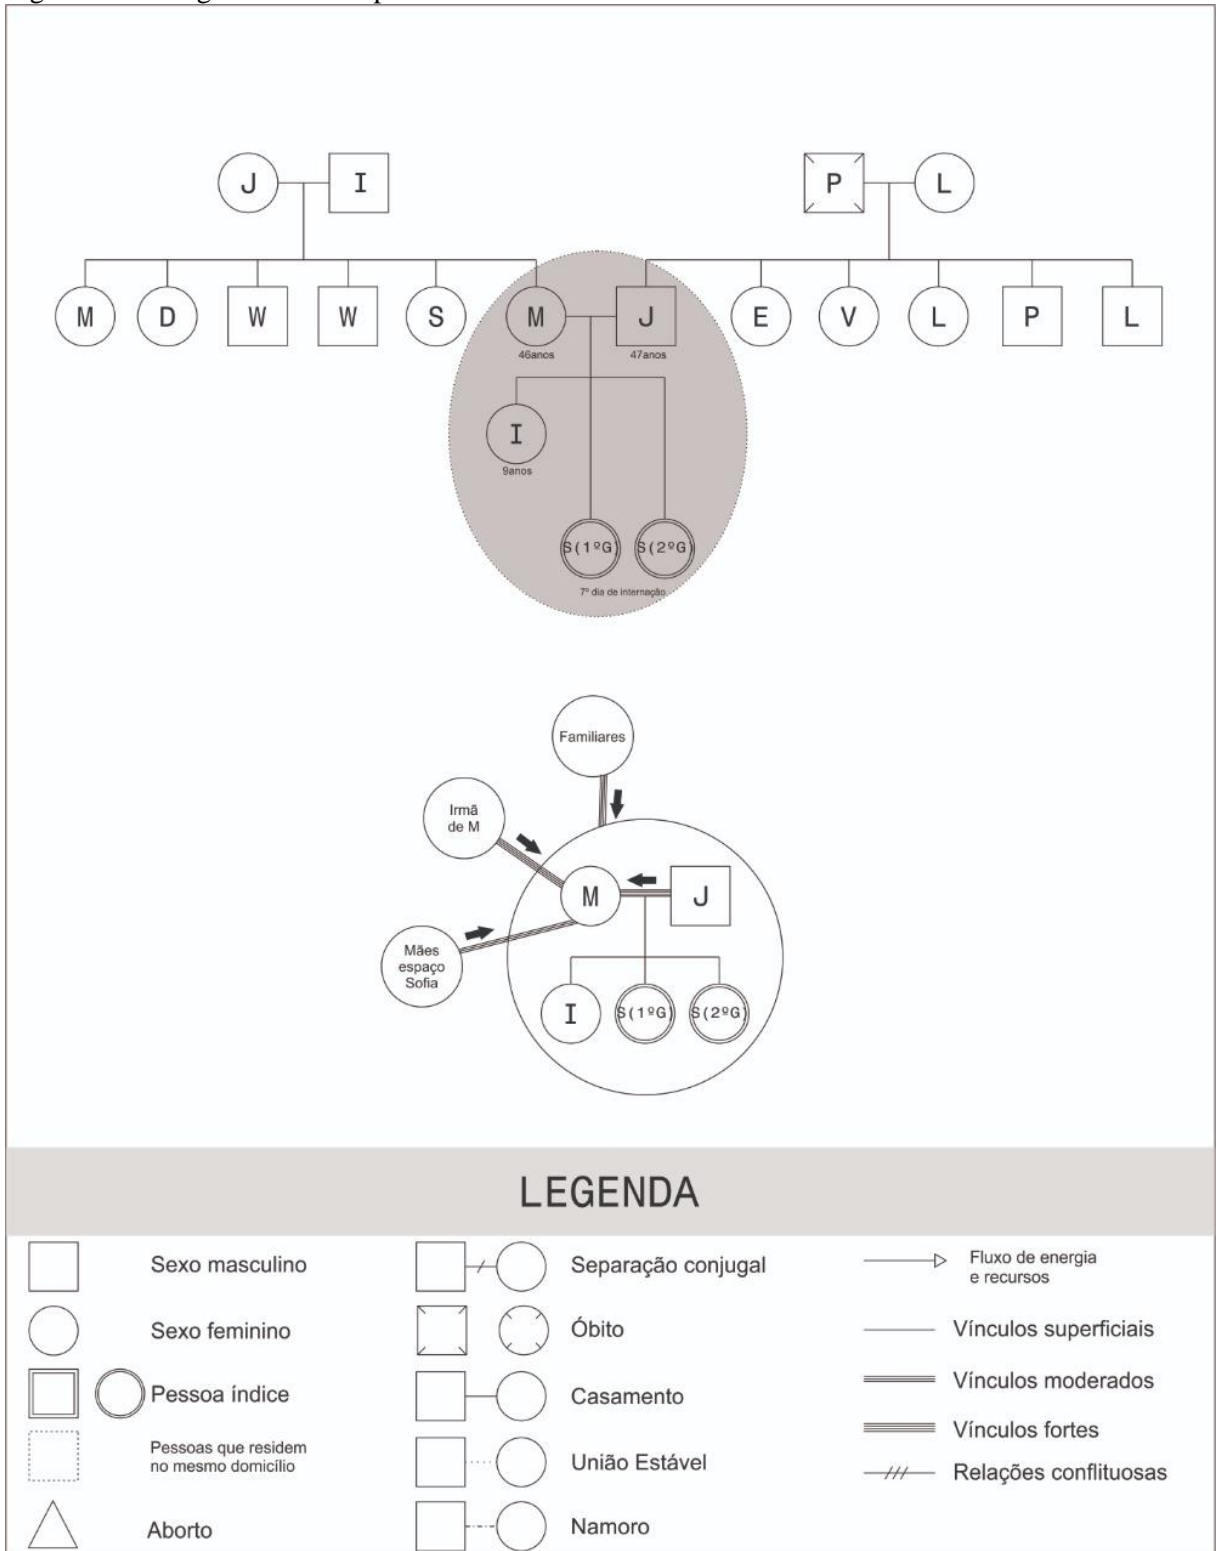 J I P L
M D W W S M J E V L P L
46anos 47anos
I
9anos
S(1ºG) S(2ºG)
7º dia de internação
Familiares
Irmã
de M
M J
Mães
espaço
Sofia
I S(1ºG) S(2ºG)
LEGENDA
Sexo masculino
Sexo feminino
Pessoa índice
Pessoas que residem
no mesmo domicílio
Aborto
Separação conjugal
Óbito
Casamento
União Estável
Namoro
Fluxo de energia
e recursos
Vínculos superficiais
Vínculos moderados
Vínculos fortes
Relações conflituosas